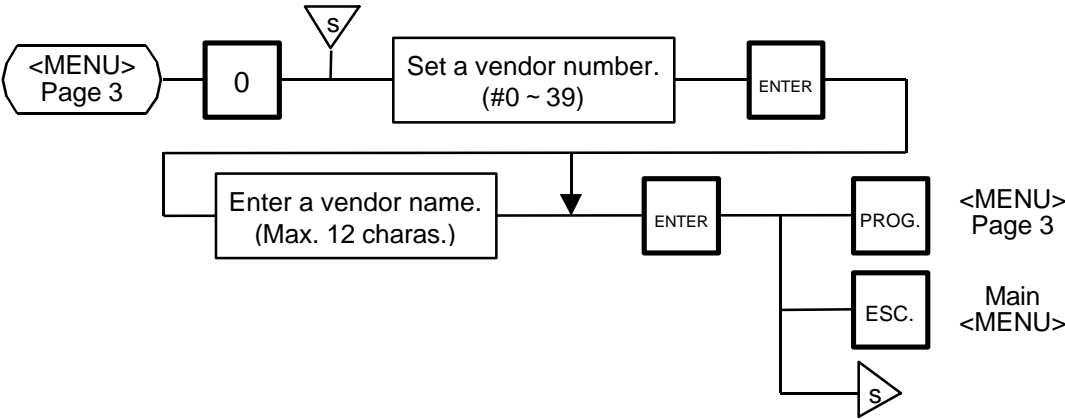 s
<MENU>
Page 3
0
Set a vendor number.
(#0 ~ 39)
ENTER
Enter a vendor name.
(Max. 12 charas.)
ENTER
PROG.
<MENU>
Page 3
ESC.
Main
<MENU>
s